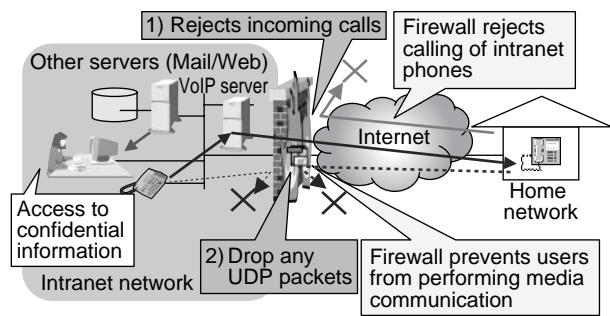 1) Rejects incoming calls
Firewall rejects
calling of intranet
phones
Other servers (Mail/Web)
VoIP server
Internet
Home
network
Access to
confidential
information
2) Drop any
UDP packets
Firewall prevents users
from performing media
communication
Intranet network